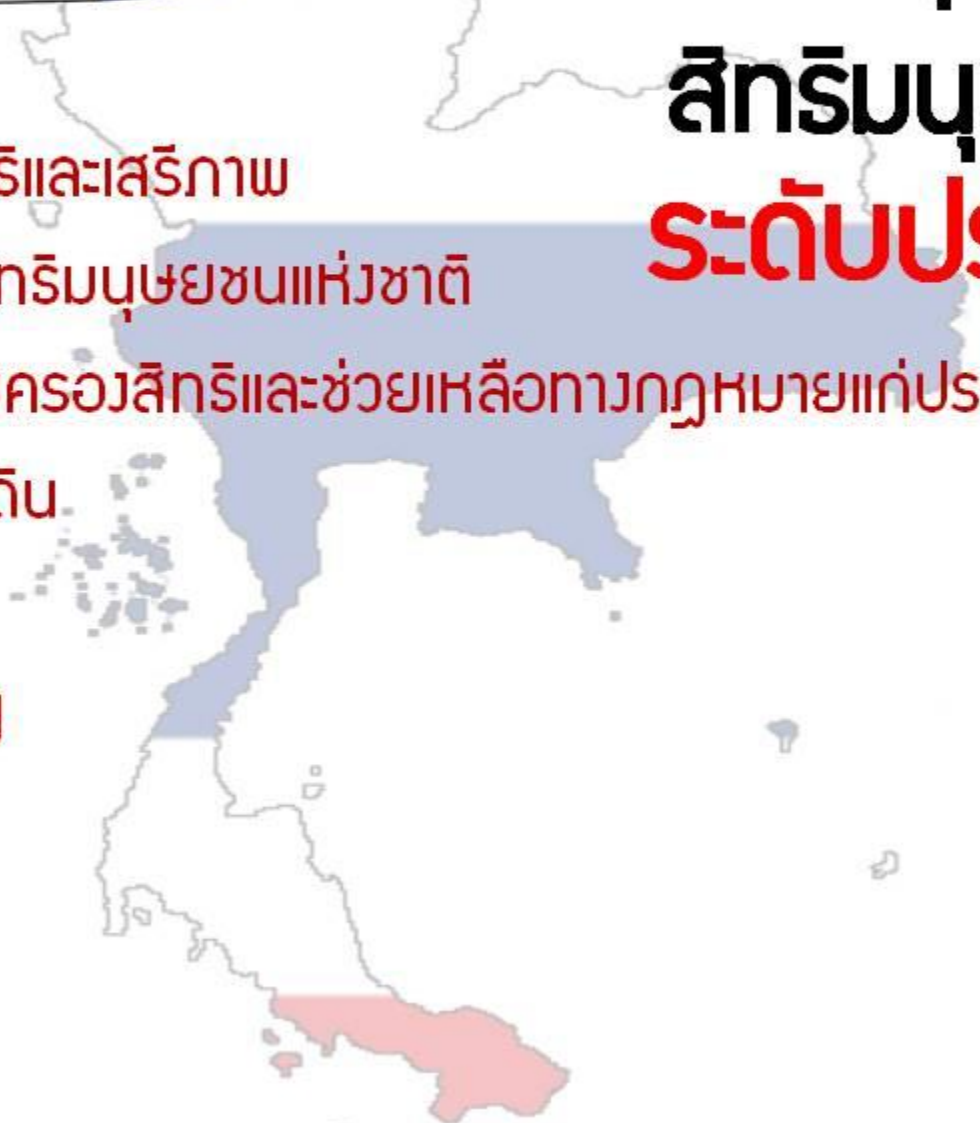 สิทธิมนุ
ระดับปร
ธิและเสรีภาพ
ทธิมนุษยชนแห่งชาติ
ครองสิทธิและช่วยเหลือทางกฎหมายแก่ประ
ดิน